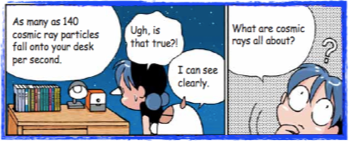 As many as 140
cosmic ray particles
fall onto your desk
per second.
Ugh, is
that true?!
I can see
clearly.
What are cosmic
rays all about?
?